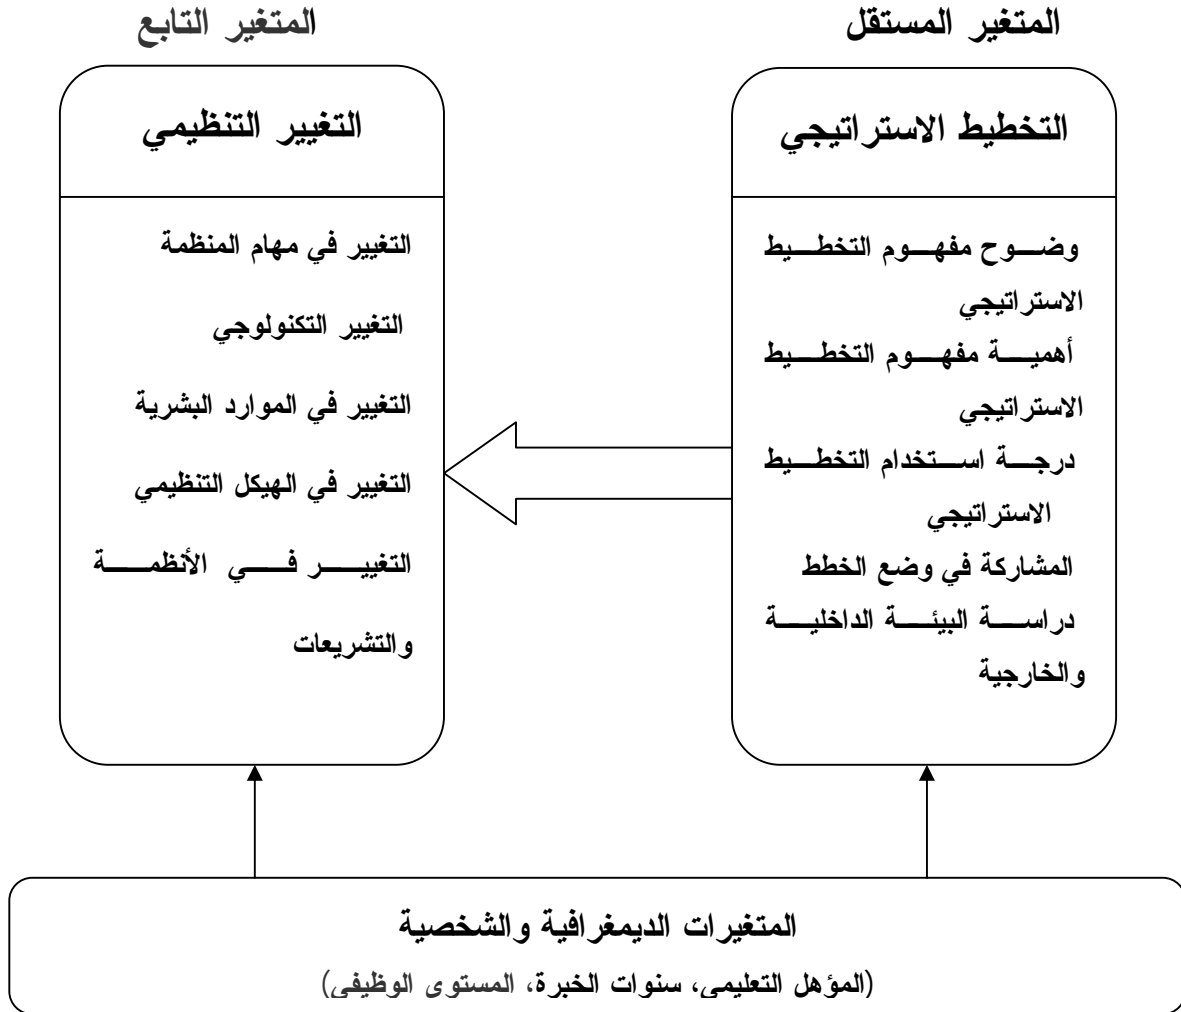 المتغير المستقل
التخطيط الاستراتيجي
وضوح مفهوم التخطيط
الاستراتيجي
أهمية مفهوم التخطيط
الاستراتيجي
درجة استخدام التخطيط
الاستراتيجي
المشاركة في وضع الخطط
دراسة البيئة الداخلية
والخارجية
المتغير التابع
التغيير التنظيمي
التغيير في مهام المنظمة
التغيير التكنولوجي
التغيير في الموارد البشرية
التغيير في الهيكل التنظيمي
التغيير في الأنظمة
والتشريعات
المتغيرات الديمغرافية والشخصية
(المؤهل التعليمي، سنوات الخبرة، المستوى الوظيفي)